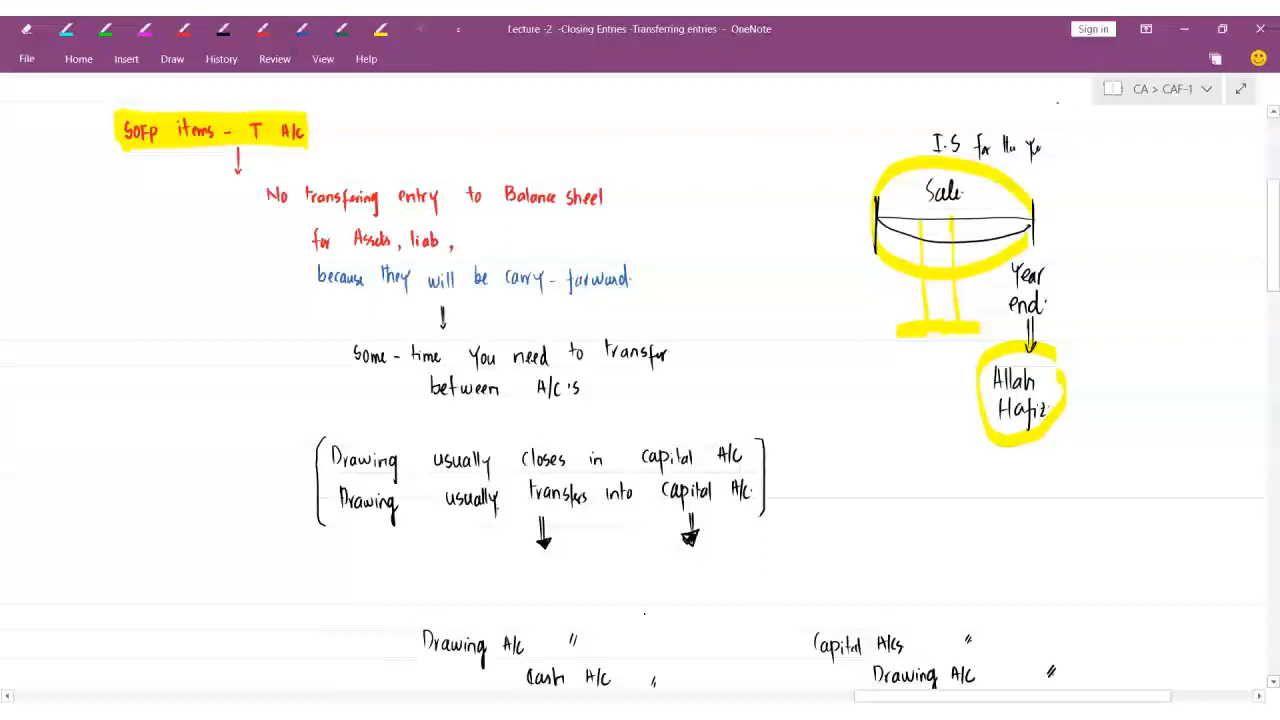 Lecture -2 -Closing Entries -Transferring entries - OneNote
Sign in
File Home Insert Draw History Review View Help
CA > CAF-1
SOFP items - T A/C
No transfering entry to Balance sheet
for Assets, liab,
because they will be carry-farward.
Some-time you need to transfer
between A/C's
(Drawing usually closes in capital A/C
Drawing usually transfers into capital A/C.)
I.S for the ye
Sale
Year
end.
Allah
Hafiz.
Drawing A/C "
Cash A/C "
Capital A/Cs "
Drawing A/C "